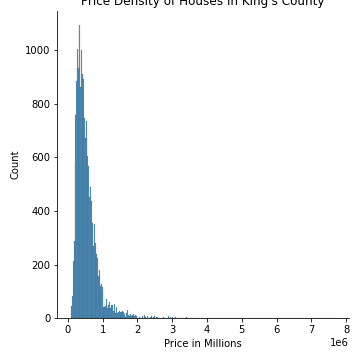 Price Density of Houses in King's County
1000
800
600
400
200
0
Count
0 1 2 3 4 5 6 7 8
1e6
Price in Millions